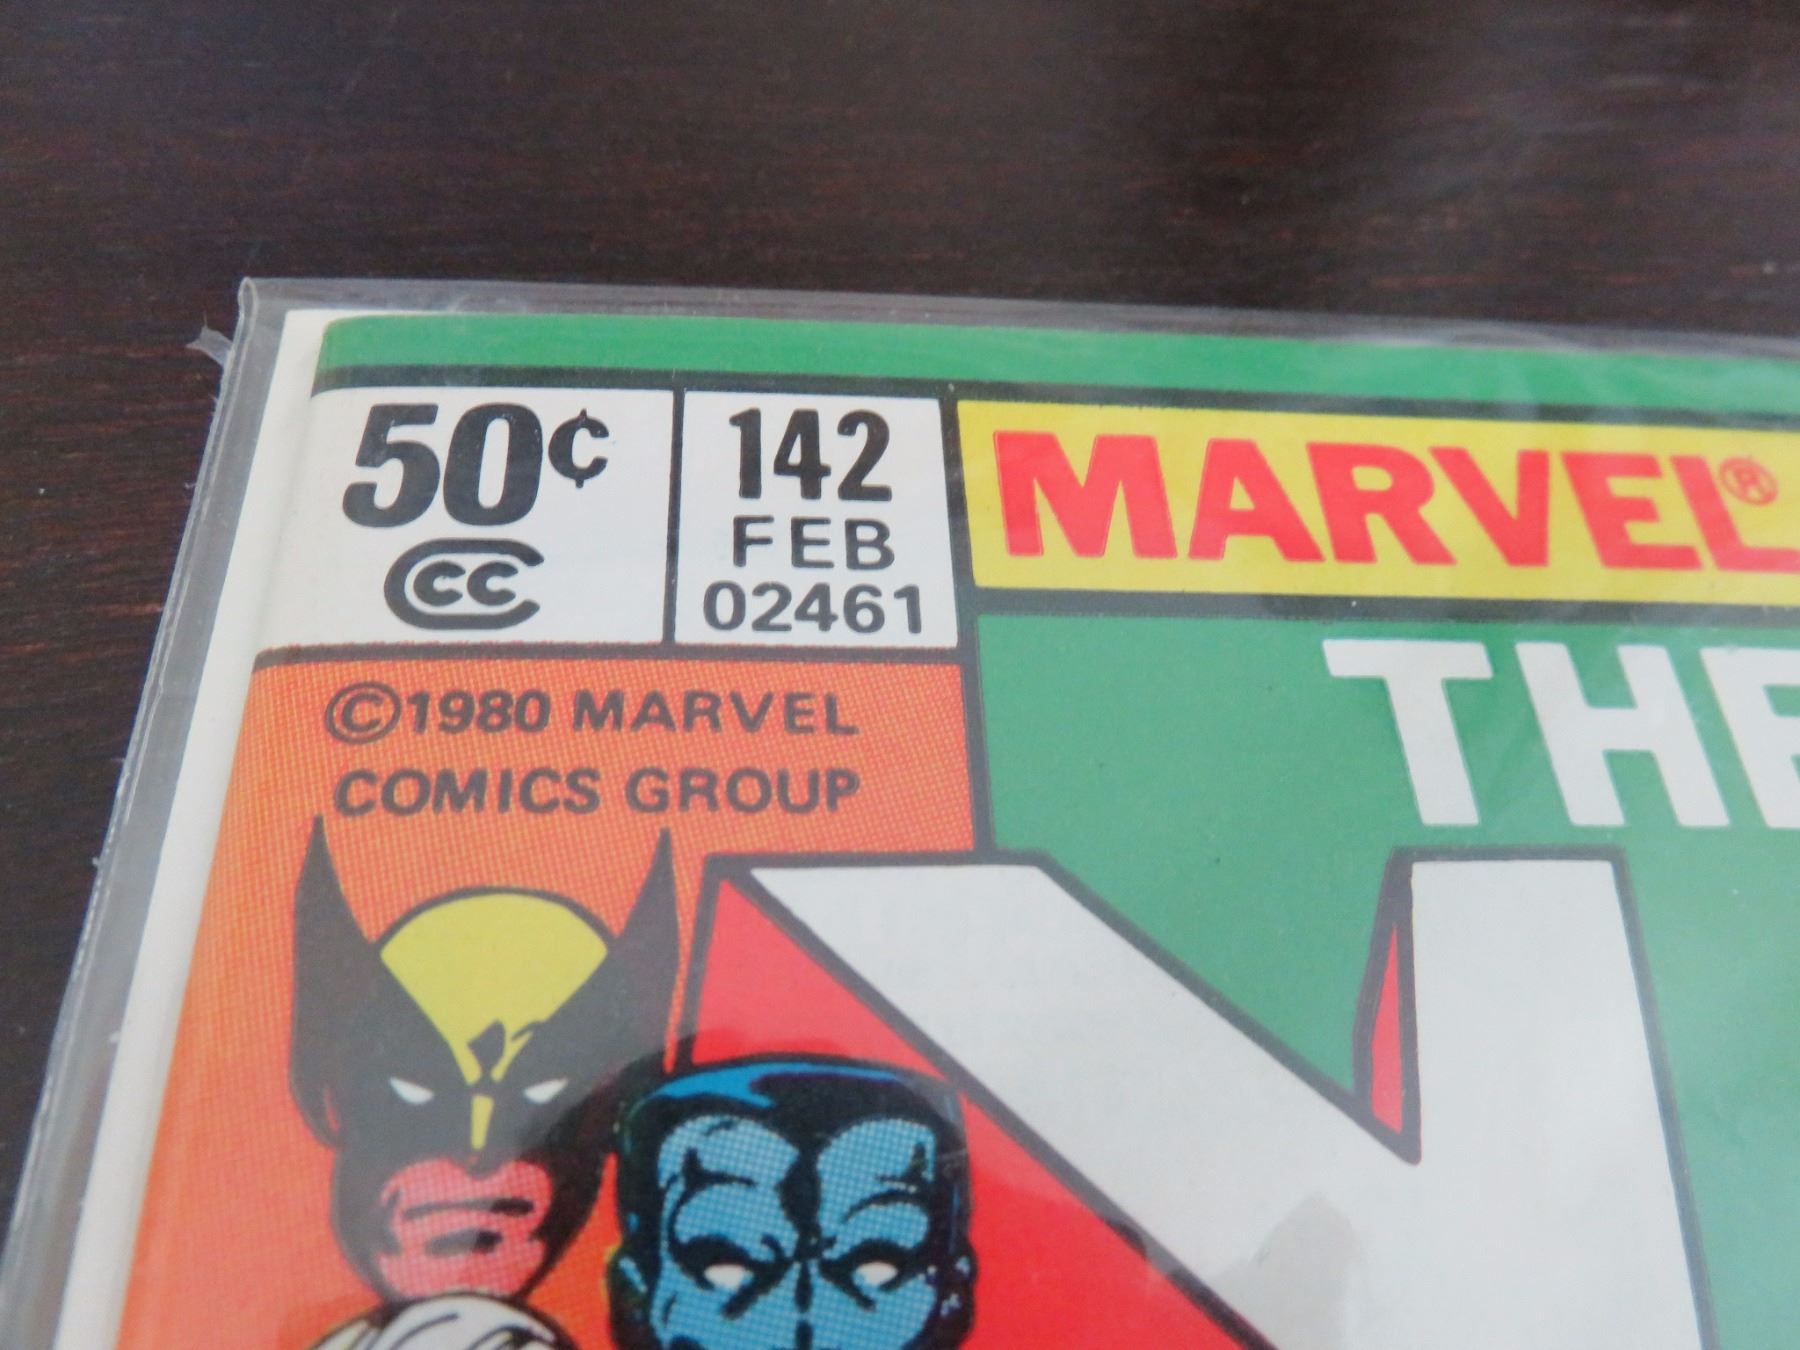 50¢
CC
142
FEB
02461
MARVEL®
©1980 MARVEL
COMICS GROUP
THE
X